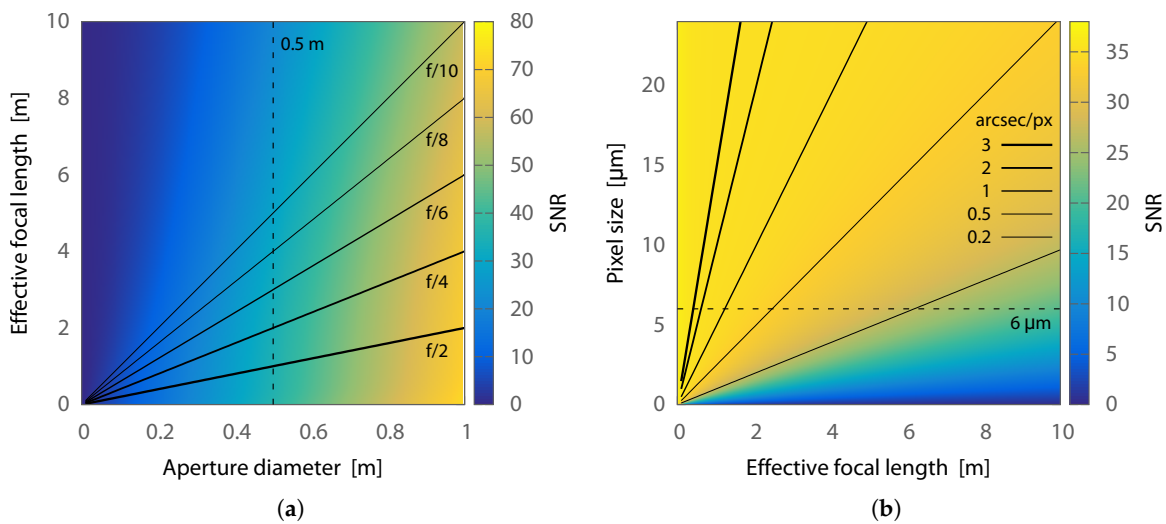 10
8
6
4
2
0
Effective focal length [m]
0.5 m
f/10
f/8
f/6
f/4
f/2
0
0.2
0.4
0.6
0.8
1
Aperture diameter [m]
80
70
60
50
40
30
20
10
0
SNR
(a)
20
15
10
5
0
Pixel size [µm]
arcsec/px
3
2
1
0.5
0.2
6 µm
0
2
4
6
8
10
Effective focal length [m]
35
30
25
20
15
10
5
0
SNR
(b)